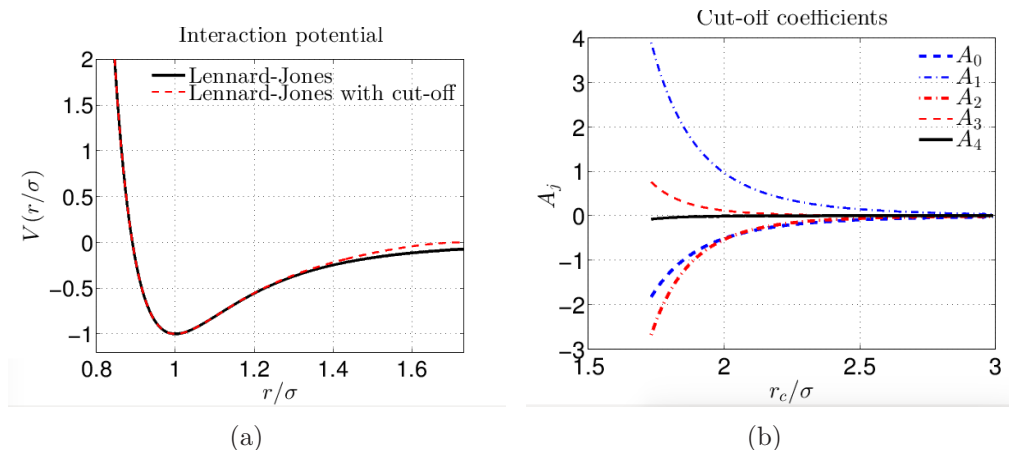 Interaction potential
2
1.5
1
0.5
0
−0.5
−1
V(r/σ)
Lennard-Jones
Lennard-Jones with cut-off
0.8 1 1.2 1.4 1.6
r/σ
(a)
Cut-off coefficients
4
3
2
1
0
−1
−2
−3
A_j
A_0
A_1
A_2
A_3
A_4
1.5 2 2.5 3
r_c/σ
(b)